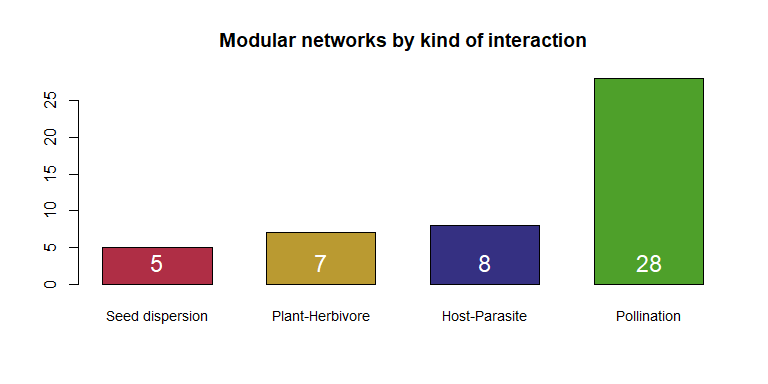 Modular networks by kind of interaction
25
20
15
10
5
0
5
7
8
28
Seed dispersion
Plant-Herbivore
Host-Parasite
Pollination